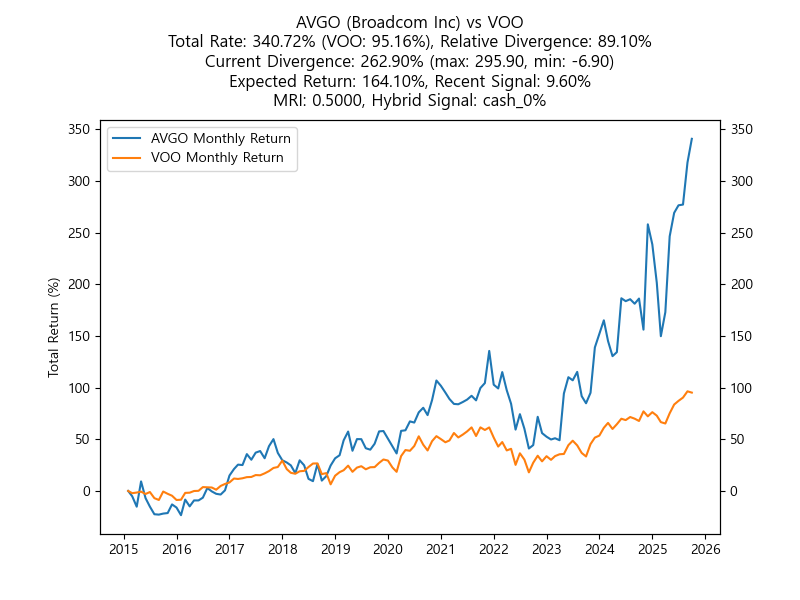 AVGO (Broadcom Inc) vs VOO
Total Rate: 340.72% (VOO: 95.16%), Relative Divergence: 89.10%
Current Divergence: 262.90% (max: 295.90, min: -6.90)
Expected Return: 164.10%, Recent Signal: 9.60%
MRI: 0.5000, Hybrid Signal: cash_0%
AVGO Monthly Return
VOO Monthly Return
Total Return (%)
350
300
250
200
150
100
50
0
350
300
250
200
150
100
50
0
2015 2016 2017 2018 2019 2020 2021 2022 2023 2024 2025 2026